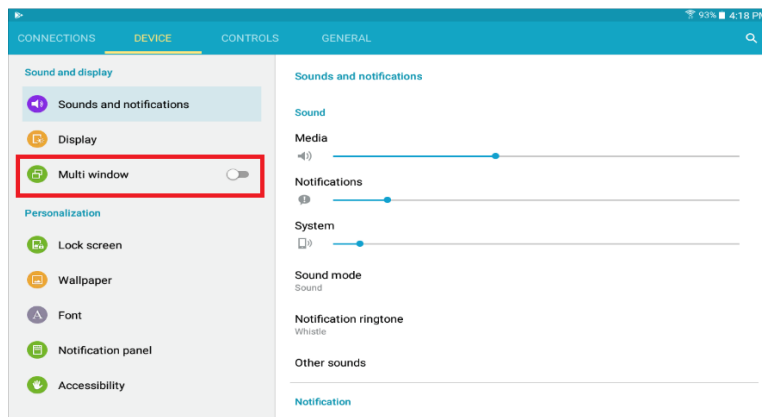 93% 4:18 PM
CONNECTIONS DEVICE CONTROLS GENERAL
Sound and display
Sounds and notifications
Display
Multi window
Personalization
Lock screen
Wallpaper
Font
Notification panel
Accessibility
Sounds and notifications
Sound
Media
Notifications
System
Sound mode
Sound
Notification ringtone
Whistle
Other sounds
Notification